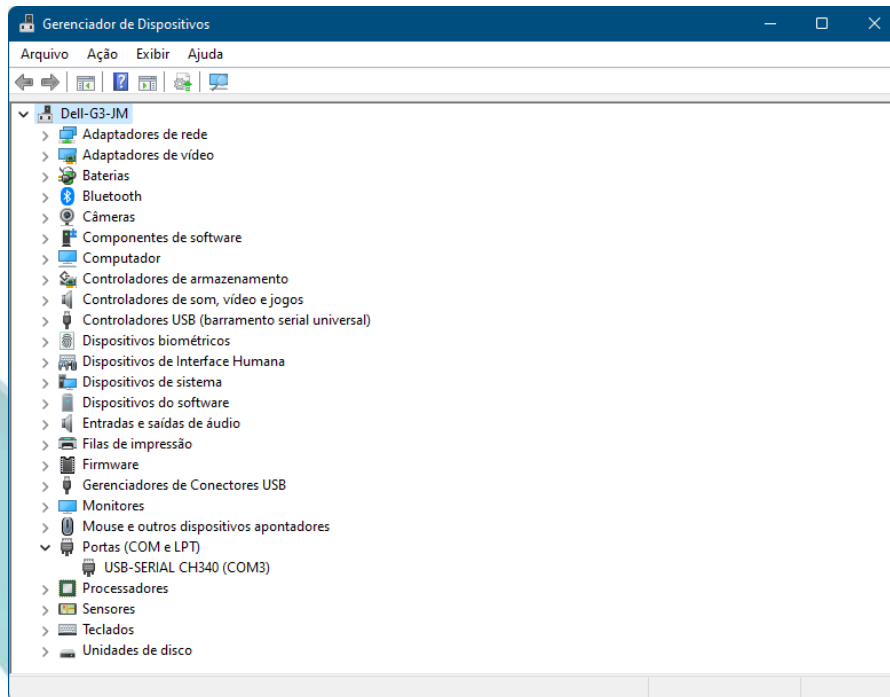 Gerenciador de Dispositivos
Arquivo Ação Exibir Ajuda
Dell-G3-JM
Adaptadores de rede
Adaptadores de vídeo
Baterias
Bluetooth
Câmeras
Componentes de software
Computador
Controladores de armazenamento
Controladores de som, vídeo e jogos
Controladores USB (barramento serial universal)
Dispositivos biométricos
Dispositivos de Interface Humana
Dispositivos de sistema
Dispositivos do software
Entradas e saídas de áudio
Filas de impressão
Firmware
Gerenciadores de Conectores USB
Monitores
Mouse e outros dispositivos apontadores
Portas (COM e LPT)
USB-SERIAL CH340 (COM3)
Processadores
Sensores
Teclados
Unidades de disco